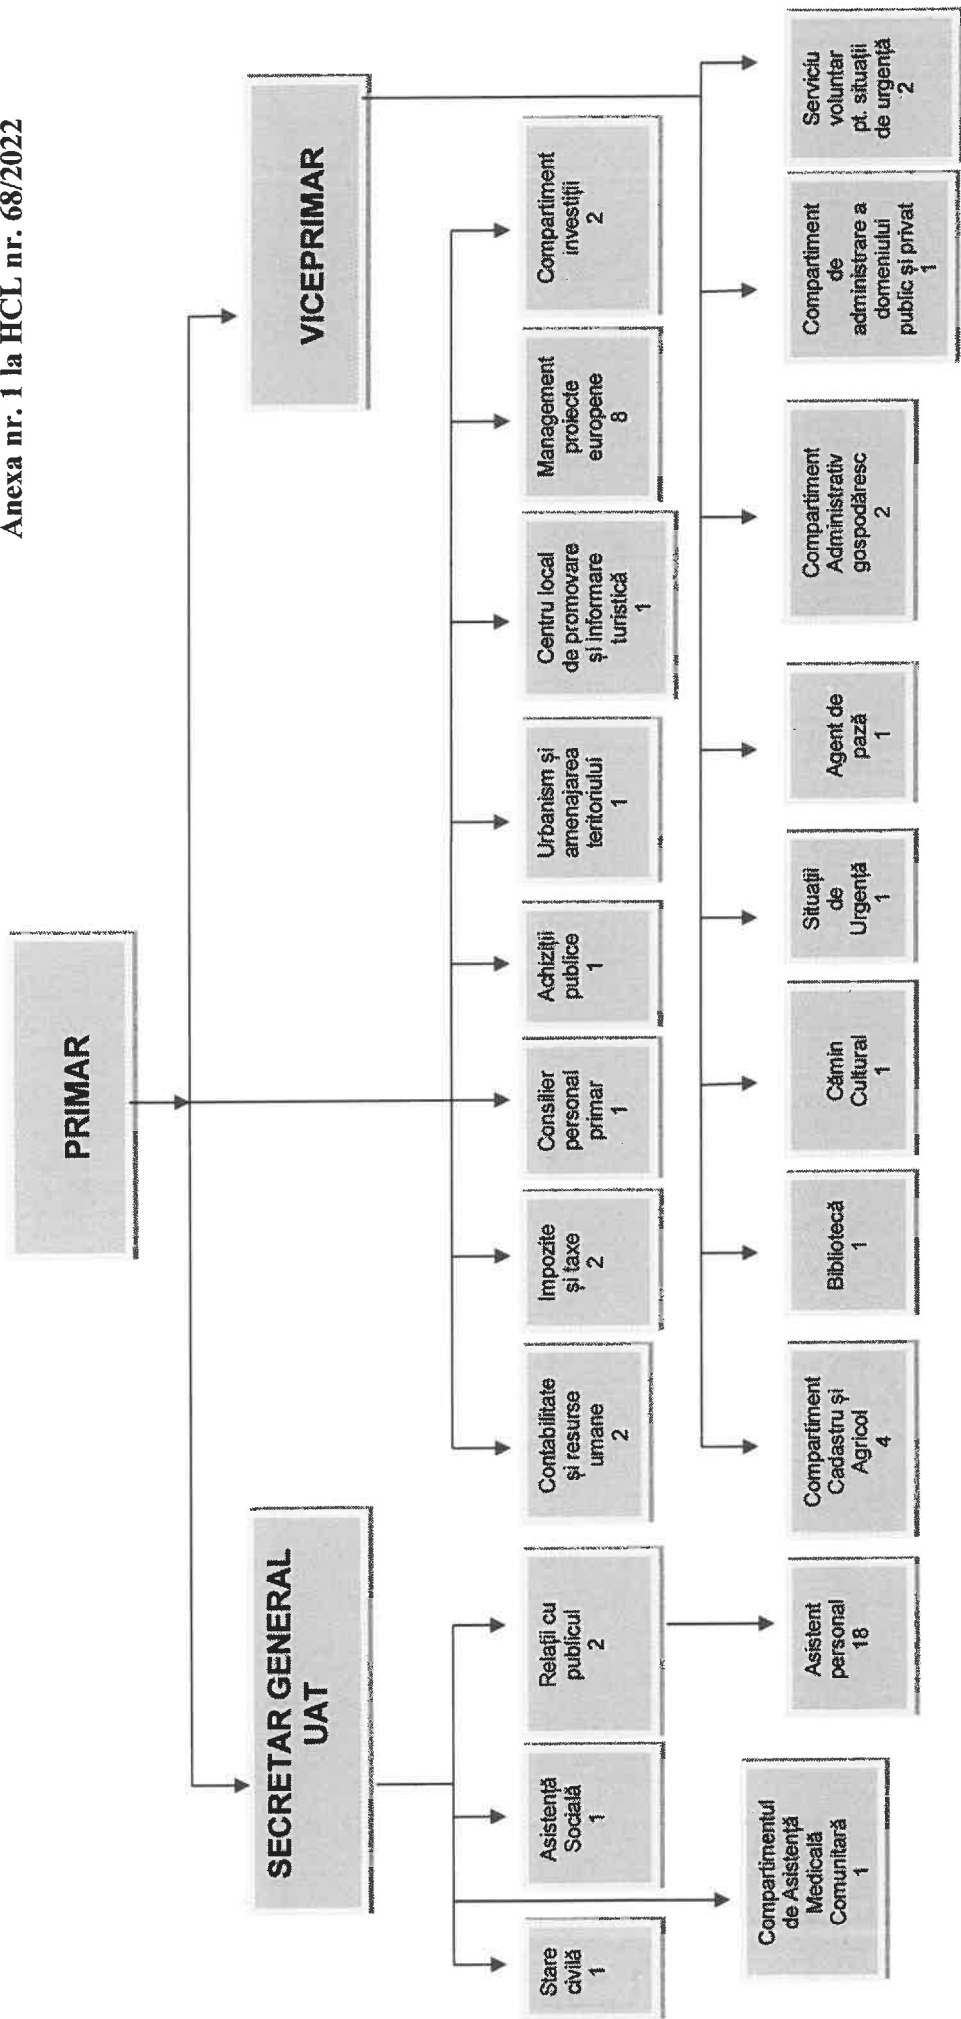 Anexa nr. 1 la HCL nr. 68/2022
PRIMAR
SECRETAR GENERAL
UAT
VICEPRIMAR
Stare
civilă
1
Asistență
Socială
1
Relații cu
publicul
2
Contabilitate
și resurse
umane
2
Impozite
și taxe
2
Consilier
personal
primar
1
Achiziții
publice
1
Urbanism și
amenajarea
teritoriului
1
Centru local
de promovare
și informare
turistică
1
Management
proiecte
europene
8
Compartiment
investiții
2
Compartimentul
de Asistență
Medicală
Comunitară
1
Asistent
personal
18
Compartiment
Cadastru și
Agricol
4
Bibliotecă
1
Cămin
Cultural
1
Situații
de
Urgență
1
Agent de
pază
1
Compartiment
Administrativ
gospodăresc
2
Compartiment
de
administrare a
domeniului
public și privat
1
Serviciu
voluntar
pt. situații
de urgență
2